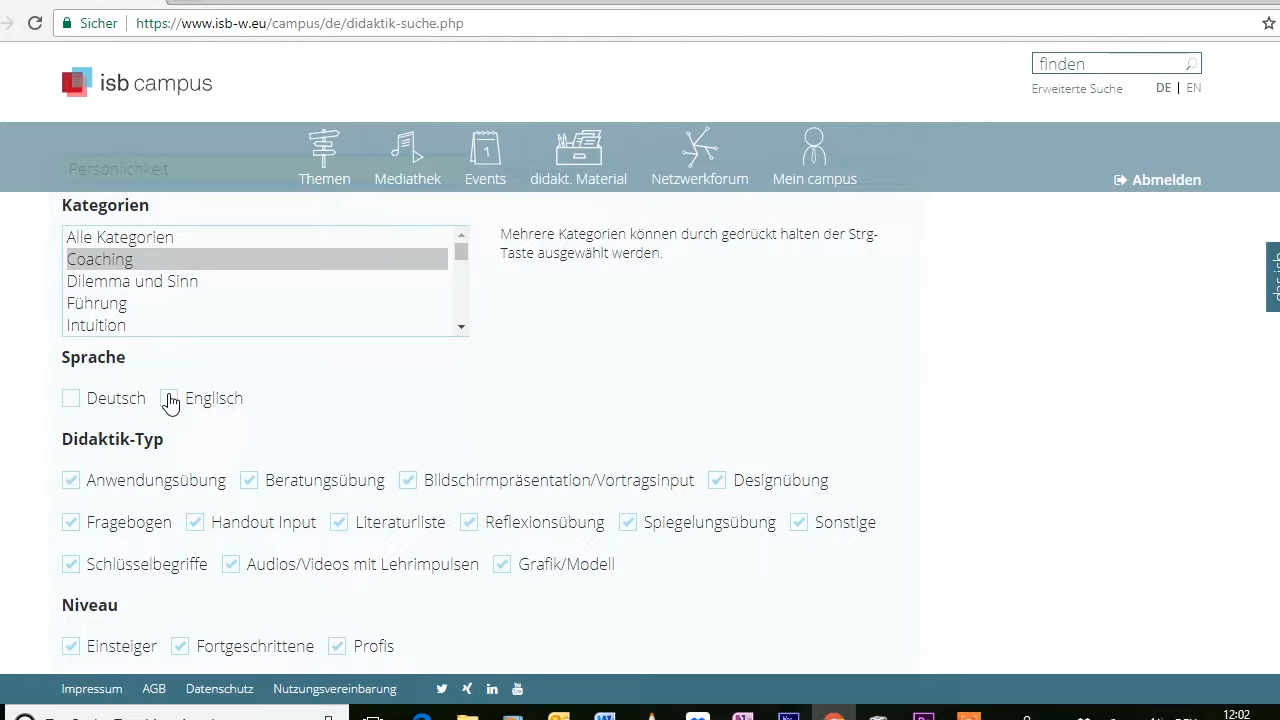 Sicher https://www.isb-w.eu/campus/de/didaktik-suche.php
isb campus
finden
Erweiterte Suche DE | EN
Persönlichkeit
1
Themen Mediathek Events didakt. Material Netzwerkforum Mein campus Abmelden
Kategorien
Alle Kategorien
Coaching
Dilemma und Sinn
Führung
Intuition
Mehrere Kategorien können durch gedrückt halten der Strg-
Taste ausgewählt werden.
das isb
Sprache
Deutsch Englisch
Didaktik-Typ
Anwendungsübung Beratungsübung Bildschirmpräsentation/Vortragsinput Designübung
Fragebogen Handout Input Literaturliste Reflexionsübung Spiegelungsübung Sonstige
Schlüsselbegriffe Audios/Videos mit Lehrimpulsen Grafik/Modell
Niveau
Einsteiger Fortgeschrittene Profis
Impressum AGB Datenschutz Nutzungsvereinbarung
12:02